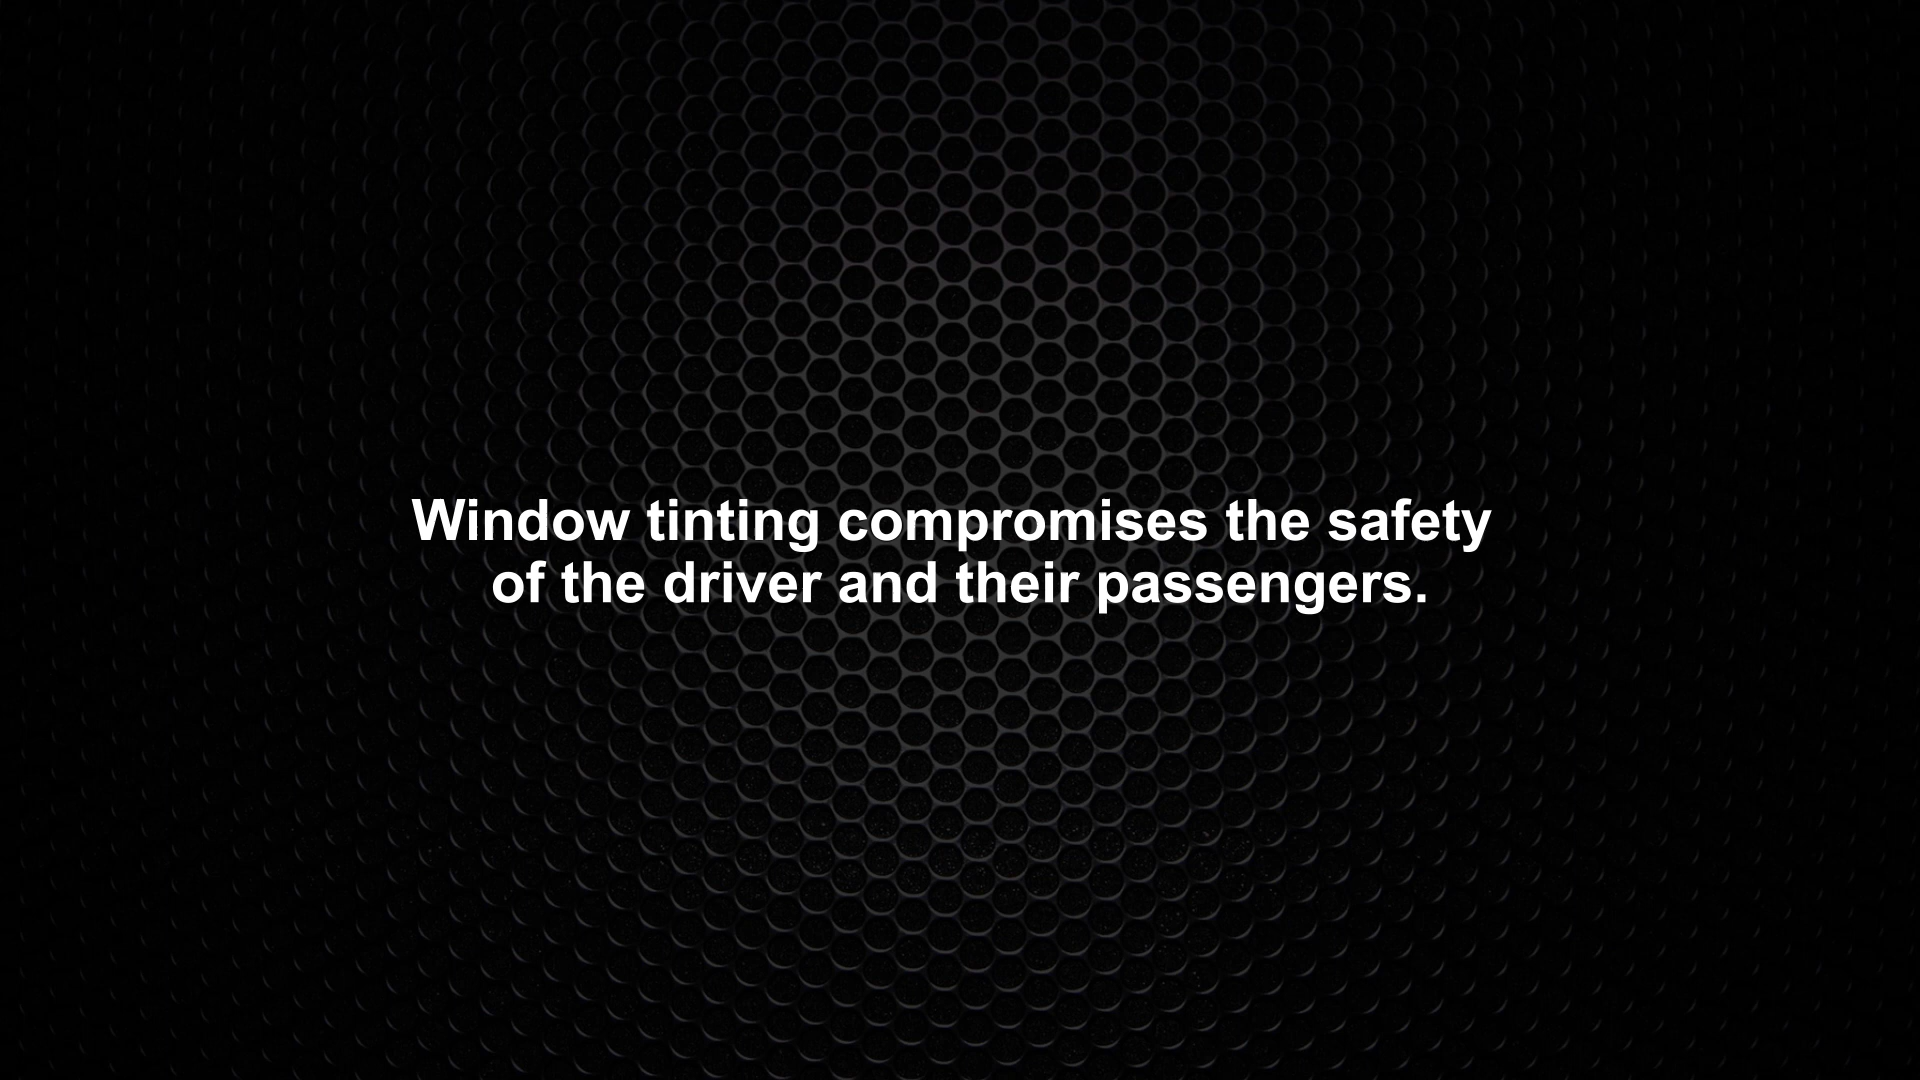 Window tinting compromises the safety
of the driver and their passengers.